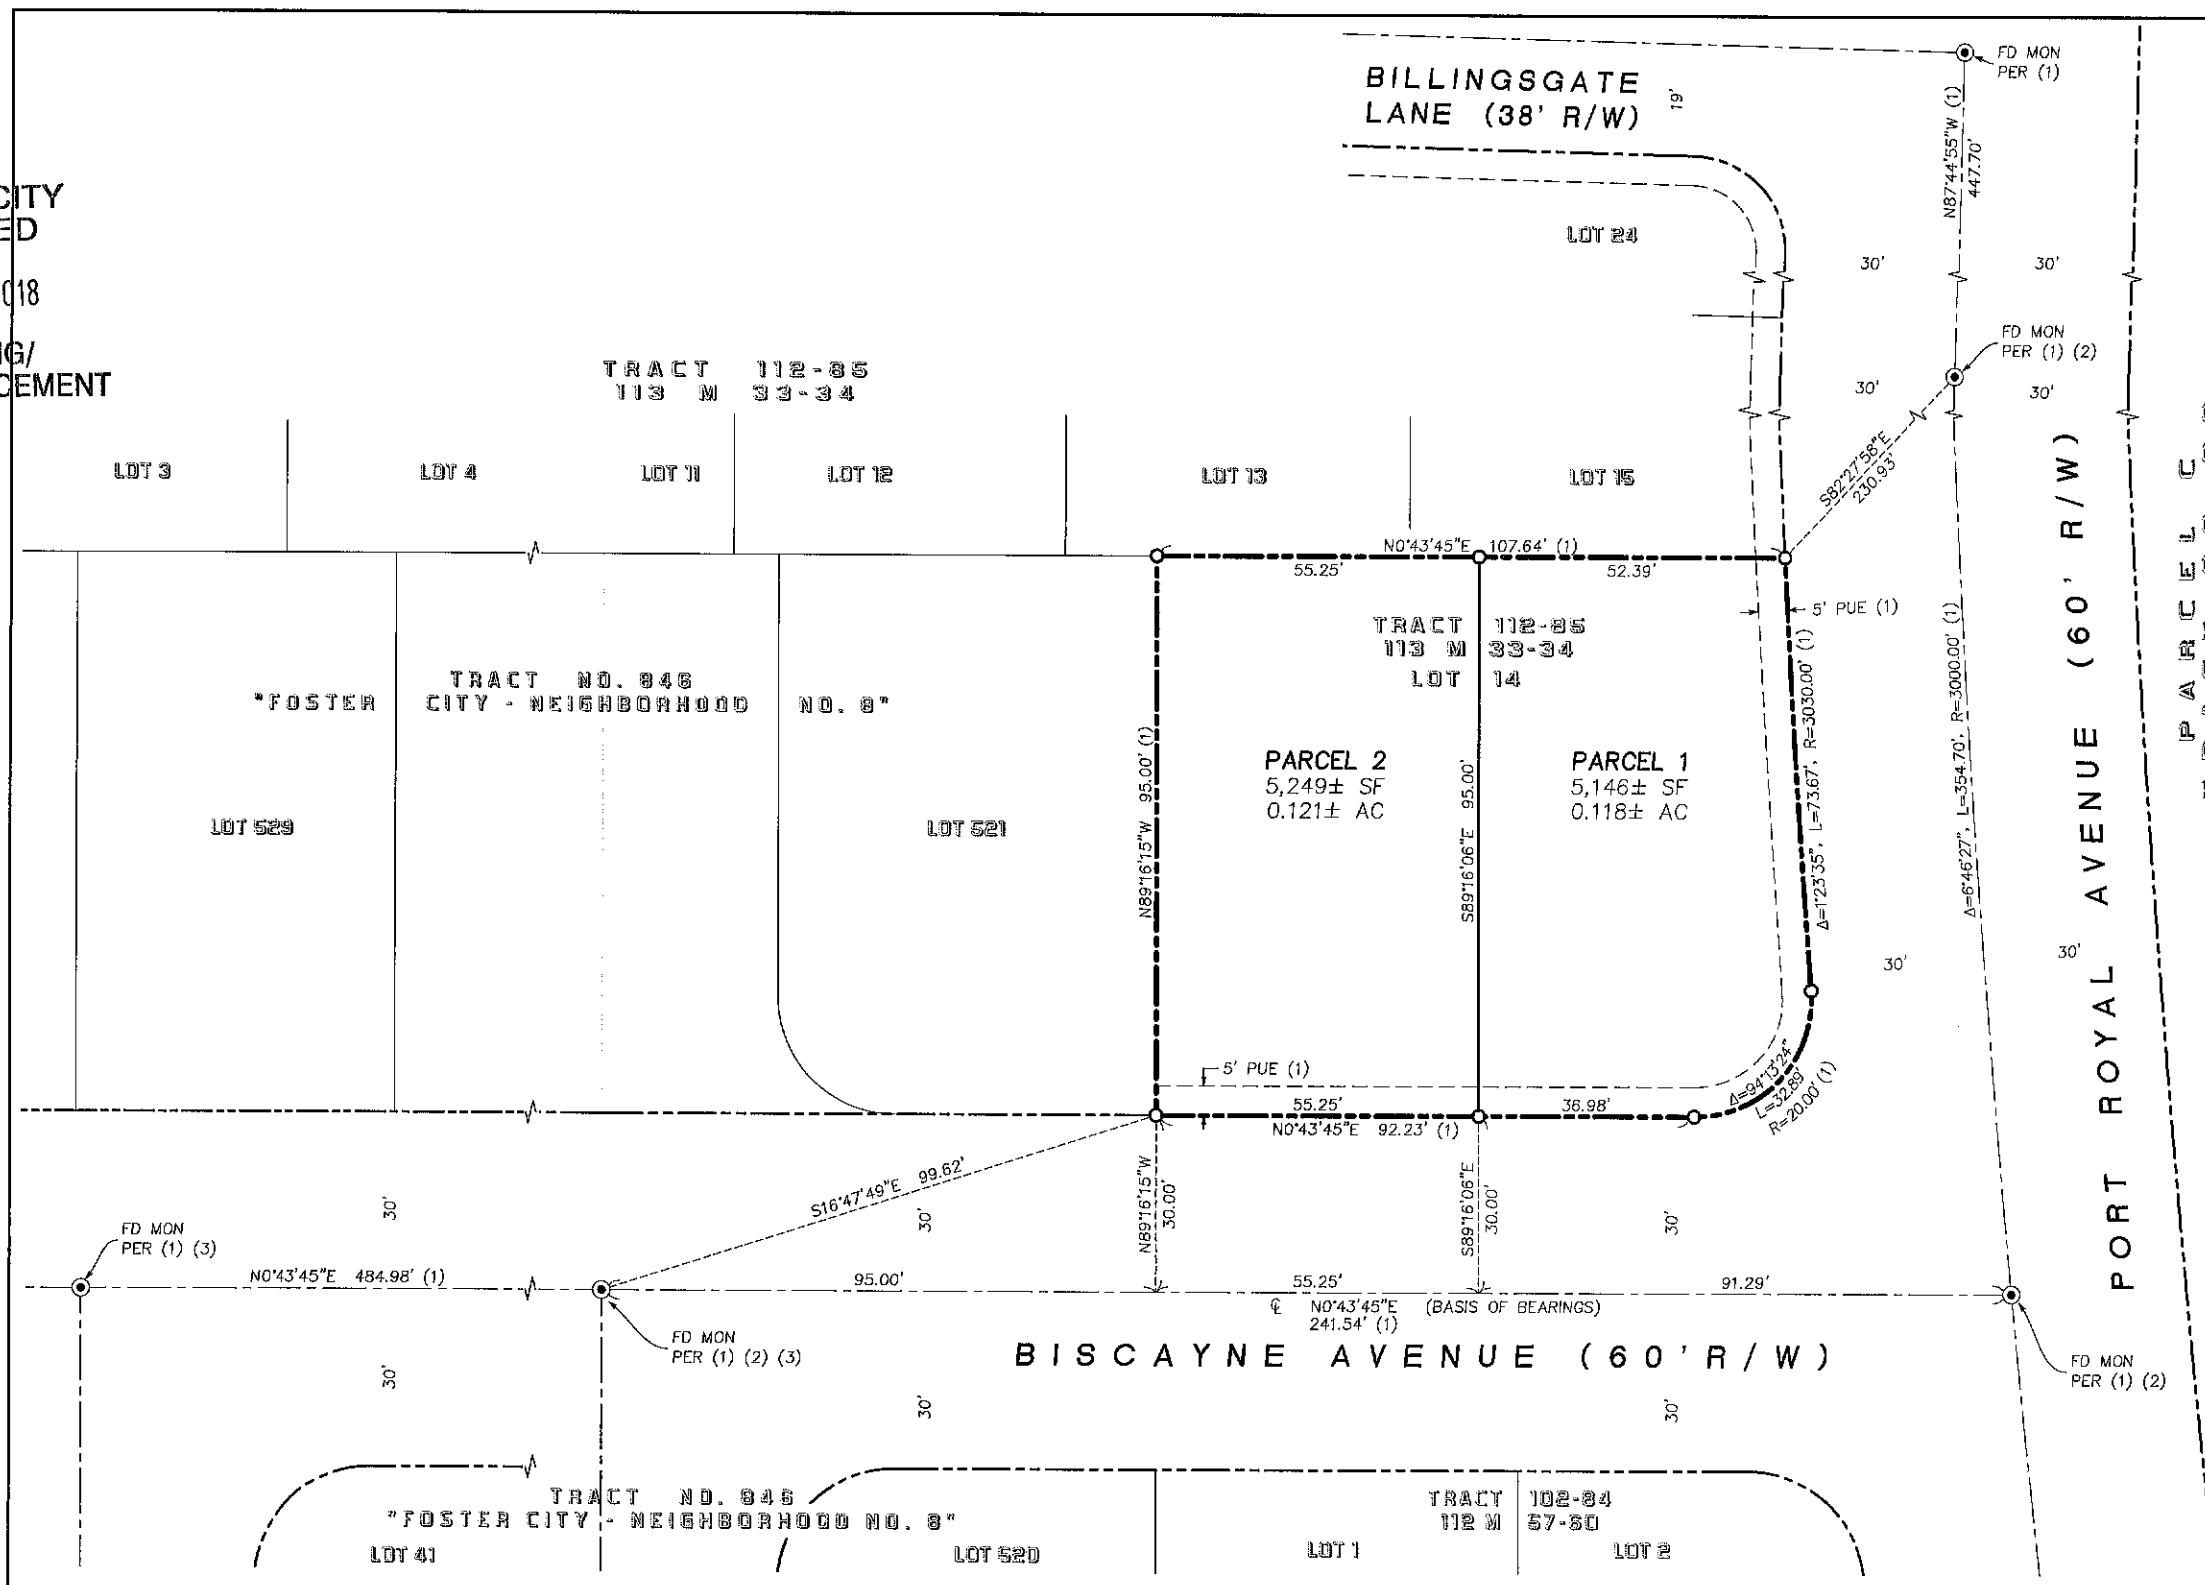 BILLINGSGATE
LANE (38' R/W)
19'
FD MON
PER (1)
N87°44'55"W (1)
447.70'
CITY
ED
018
CEMENT
LOT 24
30'
30'
FD MON
PER (1) (2)
30'
30'
TRACT 112-85
113 M 33-34
LOT 3
LOT 4
LOT 11
LOT 12
LOT 13
LOT 15
S82°27'58"E
230.93'
N0°43'45"E 107.64' (1)
55.25'
52.39'
5' PUE (1)
TRACT 112-85
113 M 33-34
LOT 14
TRACT NO. 846
"FOSTER CITY - NEIGHBORHOOD NO. 8"
N89°16'15"W 95.00' (1)
PARCEL 2
5,249± SF
0.121± AC
S89°16'06"E 95.00'
PARCEL 1
5,146± SF
0.118± AC
Δ=1°23'35", L=73.67', R=3030.00' (1)
Δ=6°46'27", L=354.70', R=3000.00' (1)
PORT ROYAL AVENUE (60' R/W)
PARCEL C
LOT 529
LOT 521
30'
30'
5' PUE (1)
55.25'
36.98'
N0°43'45"E 92.23' (1)
Δ=94°13'24"
L=32.89'
R=20.00' (1)
S16°47'49"E 99.62'
N89°16'15"W
30.00'
S89°16'06"E
30.00'
30'
30'
30'
FD MON
PER (1) (3)
N0°43'45"E 484.98' (1)
95.00'
55.25'
91.29'
℄ N0°43'45"E (BASIS OF BEARINGS)
241.54' (1)
FD MON
PER (1) (2) (3)
BISCAYNE AVENUE (60' R/W)
FD MON
PER (1) (2)
30'
30'
30'
TRACT NO. 846
"FOSTER CITY - NEIGHBORHOOD NO. 8"
TRACT 102-84
112 M 57-60
LOT 41
LOT 520
LOT 1
LOT 2